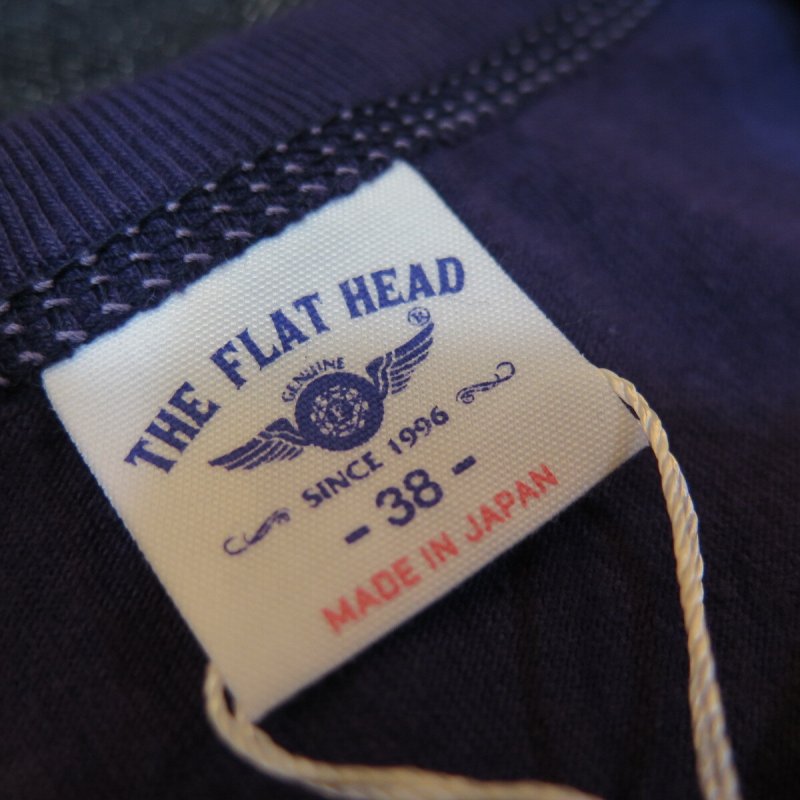 THE FLAT HEAD
®
GENUINE
SINCE 1996
- 38 -
MADE IN JAPAN